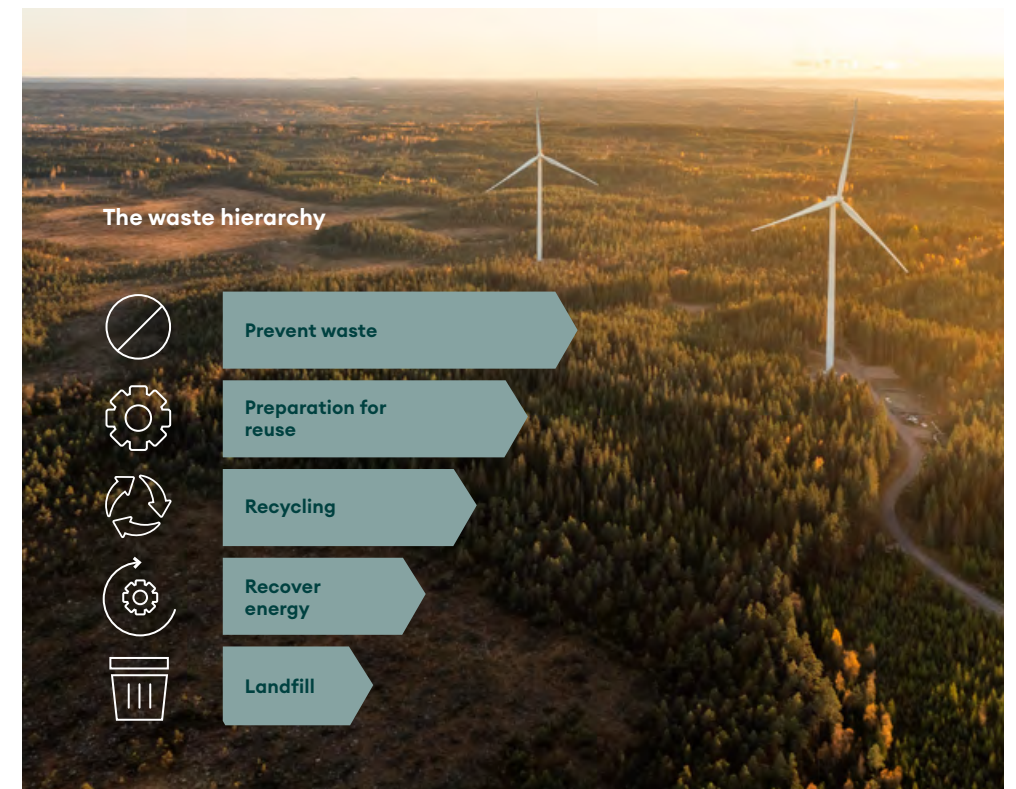 The waste hierarchy
Prevent waste
Preparation for
reuse
Recycling
Recover
energy
Landfill